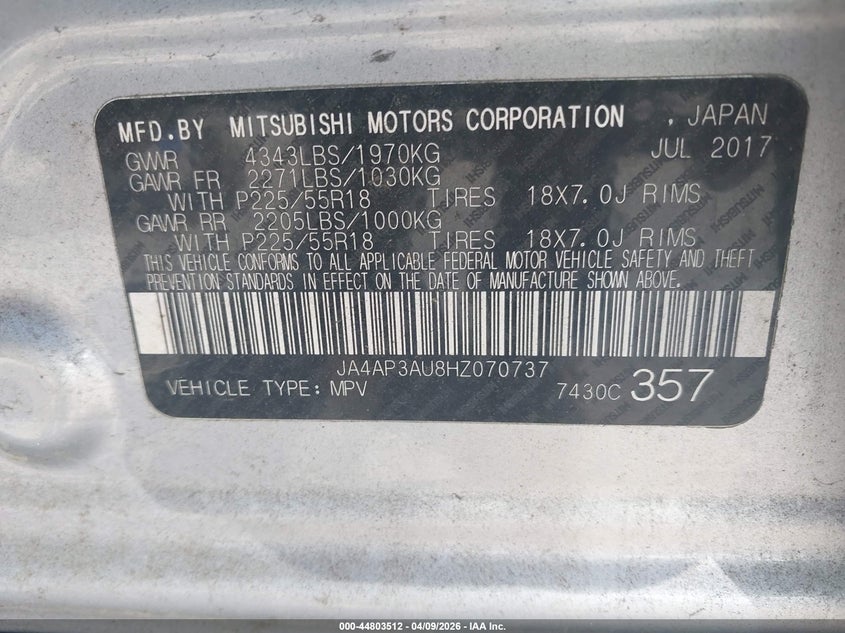 MFD.BY MITSUBISHI MOTORS CORPORATION , JAPAN
GVWR 4343LBS/1970KG JUL 2017
GAWR FR 2271LBS/1030KG
WITH P225/55R18 TIRES 18X7.0J RIMS
GAWR RR 2205LBS/1000KG
WITH P225/55R18 TIRES 18X7.0J RIMS
THIS VEHICLE CONFORMS TO ALL APPLICABLE FEDERAL MOTOR VEHICLE SAFETY AND THEFT
PREVENTION STANDARDS IN EFFECT ON THE DATE OF MANUFACTURE SHOWN ABOVE.
JA4AP3AU8HZ070737
VEHICLE TYPE: MPV 7430C 357
000-44803512 - 04/09/2026 - IAA Inc.